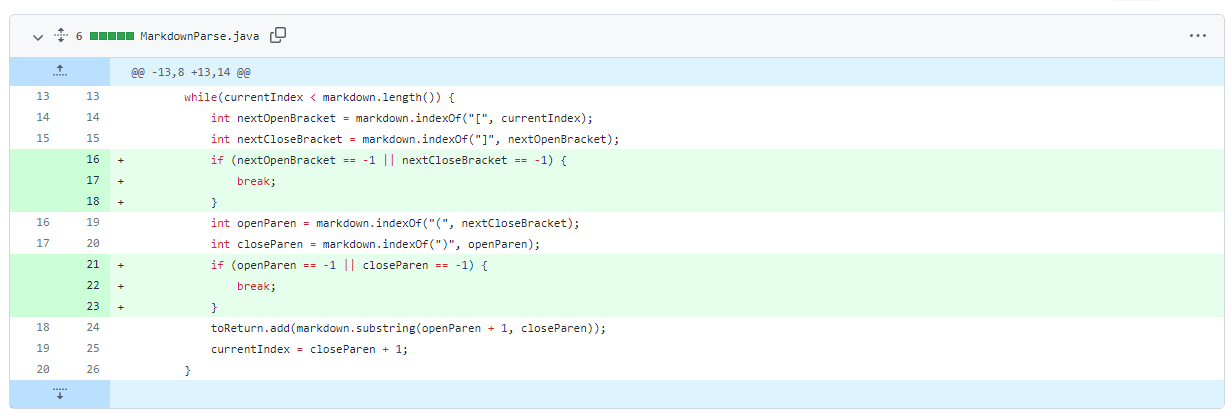 6 MarkdownParse.java
@@ -13,8 +13,14 @@
13 13 while(currentIndex < markdown.length()) {
14 14 int nextOpenBracket = markdown.indexOf("[", currentIndex);
15 15 int nextCloseBracket = markdown.indexOf("]", nextOpenBracket);
16 + if (nextOpenBracket == -1 || nextCloseBracket == -1) {
17 + break;
18 + }
16 19 int openParen = markdown.indexOf("(", nextCloseBracket);
17 20 int closeParen = markdown.indexOf(")", openParen);
21 + if (openParen == -1 || closeParen == -1) {
22 + break;
23 + }
18 24 toReturn.add(markdown.substring(openParen + 1, closeParen));
19 25 currentIndex = closeParen + 1;
20 26 }